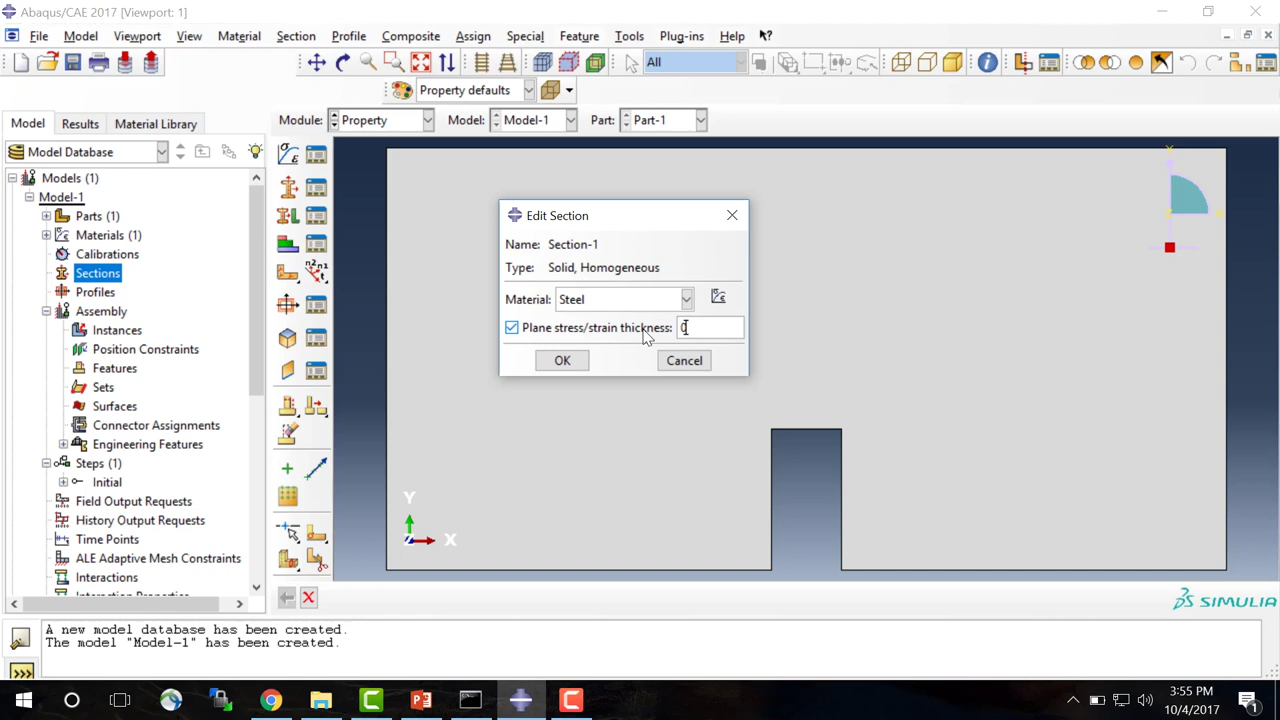 Abaqus/CAE 2017 [Viewport: 1]
File Model Viewport View Material Section Profile Composite Assign Special Feature Tools Plug-ins Help
All
Property defaults
Model Results Material Library
Module: Property Model: Model-1 Part: Part-1
Model Database
Models (1)
Model-1
Parts (1)
Materials (1)
Calibrations
Sections
Profiles
Assembly
Instances
Position Constraints
Features
Sets
Surfaces
Connector Assignments
Engineering Features
Steps (1)
Initial
Field Output Requests
History Output Requests
Time Points
ALE Adaptive Mesh Constraints
Interactions
Edit Section
Name: Section-1
Type: Solid, Homogeneous
Material: Steel
Plane stress/strain thickness: 0
OK Cancel
Y
Z X
SIMULIA
A new model database has been created.
The model "Model-1" has been created.
>>>
3:55 PM
10/4/2017